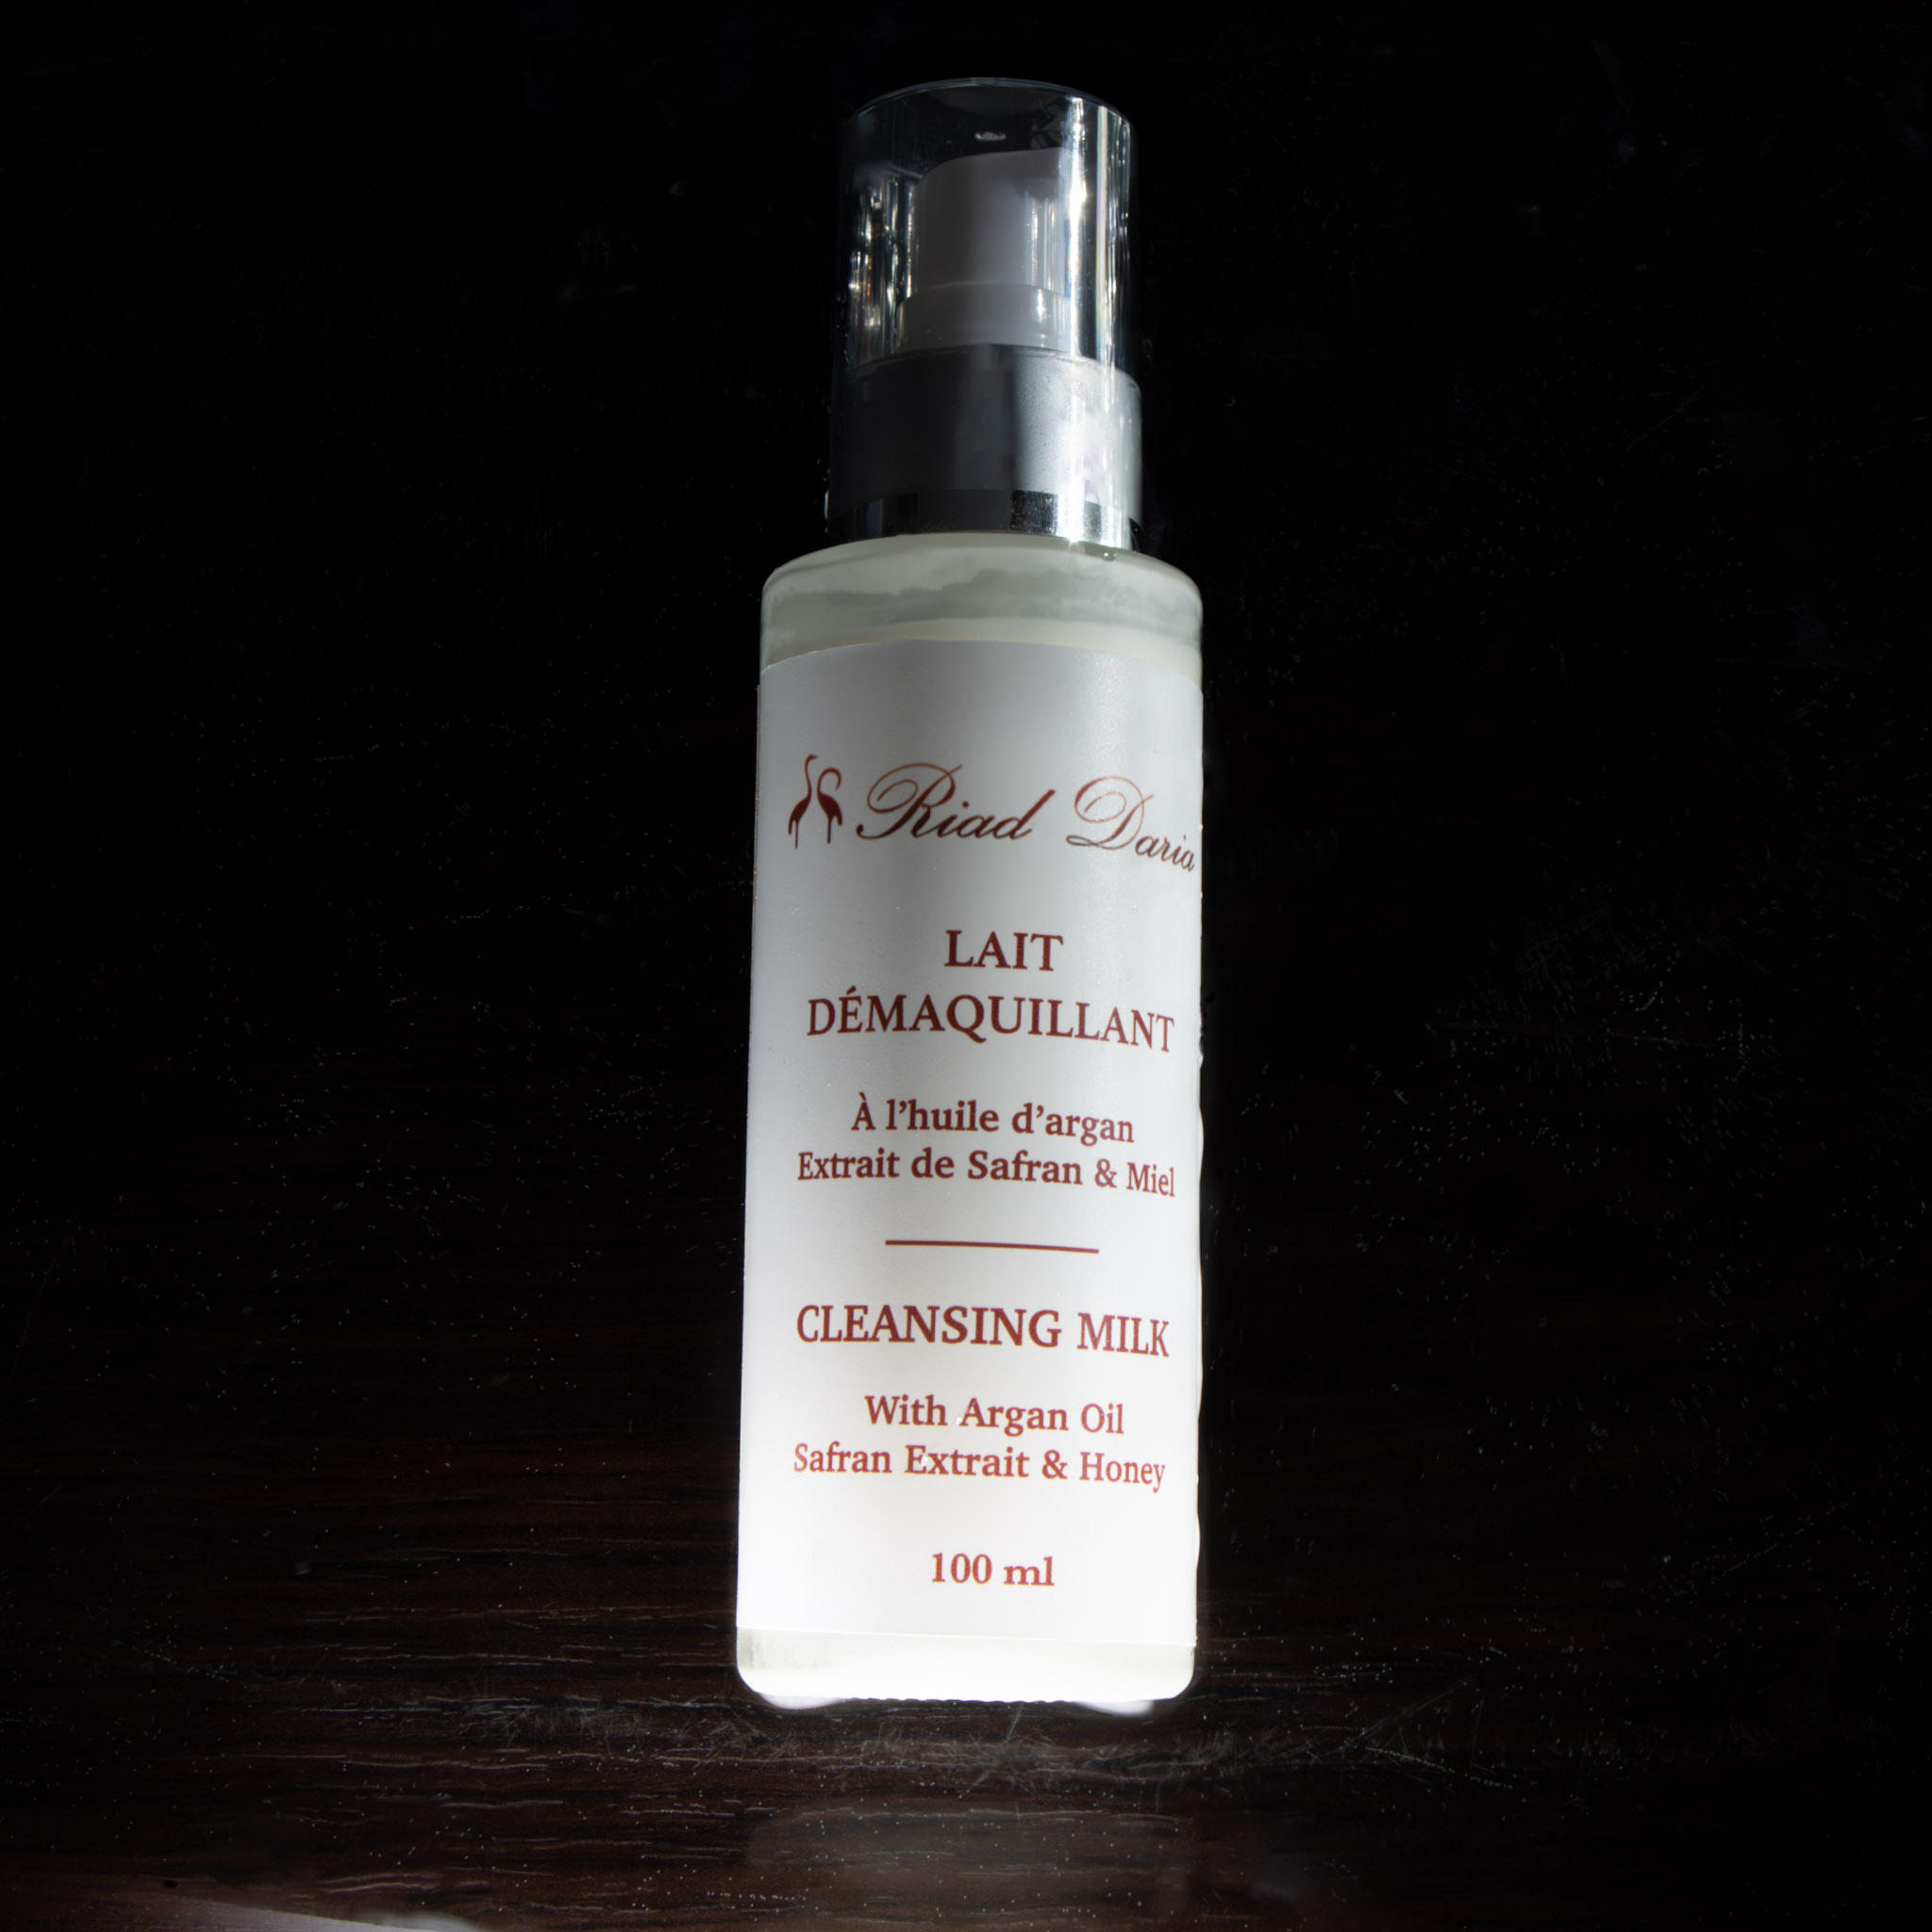 Riad Daria
LAIT
DÉMAQUILLANT
À l'huile d'argan
Extrait de Safran & Miel
CLEANSING MILK
With Argan Oil
Safran Extrait & Honey
100 ml